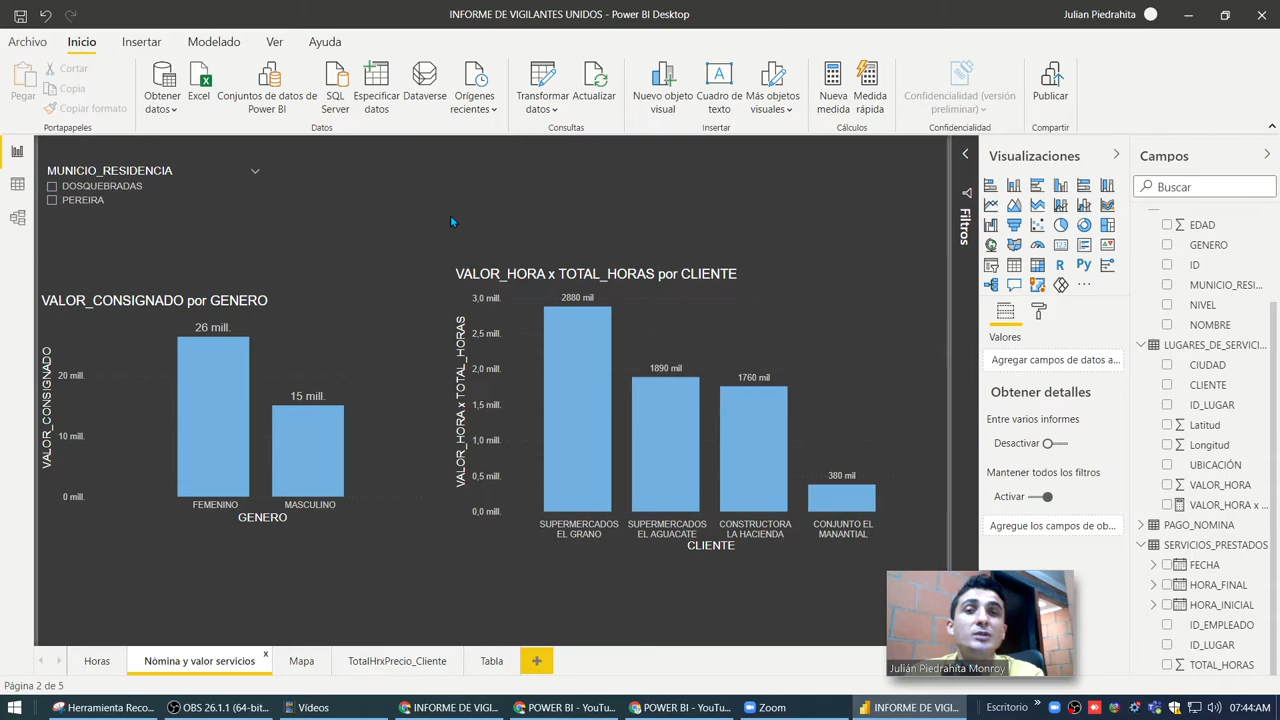 INFORME DE VIGILANTES UNIDOS - Power BI Desktop
Julian Piedrahita
Archivo
Inicio
Insertar
Modelado
Ver
Ayuda
Pegar
Cortar
Copia
Copiar formato
Obtener datos
Excel
Conjuntos de datos de Power BI
SQL Server
Especificar datos
Dataverse
Orígenes recientes
Transformar datos
Actualizar
Nuevo objeto visual
Cuadro de texto
Más objetos visuales
Nueva medida
Medida rápida
Confidencialidad (versión preliminar)
Publicar
Portapapeles
Datos
Consultas
Insertar
Cálculos
Confidencialidad
Compartir
MUNICIO_RESIDENCIA
DOSQUEBRADAS
PEREIRA
VALOR_CONSIGNADO por GENERO
VALOR_CONSIGNADO
20 mill.
10 mill.
0 mill.
26 mill.
15 mill.
FEMENINO
MASCULINO
GENERO
VALOR_HORA x TOTAL_HORAS por CLIENTE
VALOR_HORA x TOTAL_HORAS
3,0 mill.
2,5 mill.
2,0 mill.
1,5 mill.
1,0 mill.
0,5 mill.
0,0 mill.
2880 mil
1890 mil
1760 mil
380 mil
SUPERMERCADOS EL GRANO
SUPERMERCADOS EL AGUACATE
CONSTRUCTORA LA HACIENDA
CONJUNTO EL MANANTIAL
CLIENTE
Filtros
Visualizaciones
R
Py
Valores
Agregar campos de datos a...
Obtener detalles
Entre varios informes
Desactivar
Mantener todos los filtros
Activar
Agregue los campos de ob...
Campos
Buscar
EDAD
GENERO
ID
MUNICIO_RESI...
NIVEL
NOMBRE
LUGARES_DE_SERVICI...
CIUDAD
CLIENTE
ID_LUGAR
Latitud
Longitud
UBICACIÓN
VALOR_HORA
VALOR_HORA x ...
PAGO_NOMINA
SERVICIOS_PRESTADOS
FECHA
HORA_FINAL
HORA_INICIAL
ID_EMPLEADO
ID_LUGAR
TOTAL_HORAS
Julián Piedrahita Monroy
Horas
Nómina y valor servicios
x
Mapa
TotalHrxPrecio_Cliente
Tabla
Página 2 de 5
Herramienta Reco...
OBS 26.1.1 (64-bit...
Vídeos
INFORME DE VIGI...
POWER BI - YouTu...
POWER BI - YouTu...
Zoom
INFORME DE VIGI...
Escritorio
07:44 AM